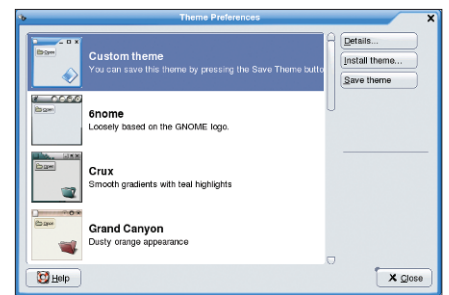 Theme Preferences
Custom theme
You can save this theme by pressing the Save Theme butto
6nome
Loosely based on the GNOME logo.
Crux
Smooth gradients with teal highlights
Grand Canyon
Dusty orange appearance
Details...
Install theme...
Save theme
Help
X Close